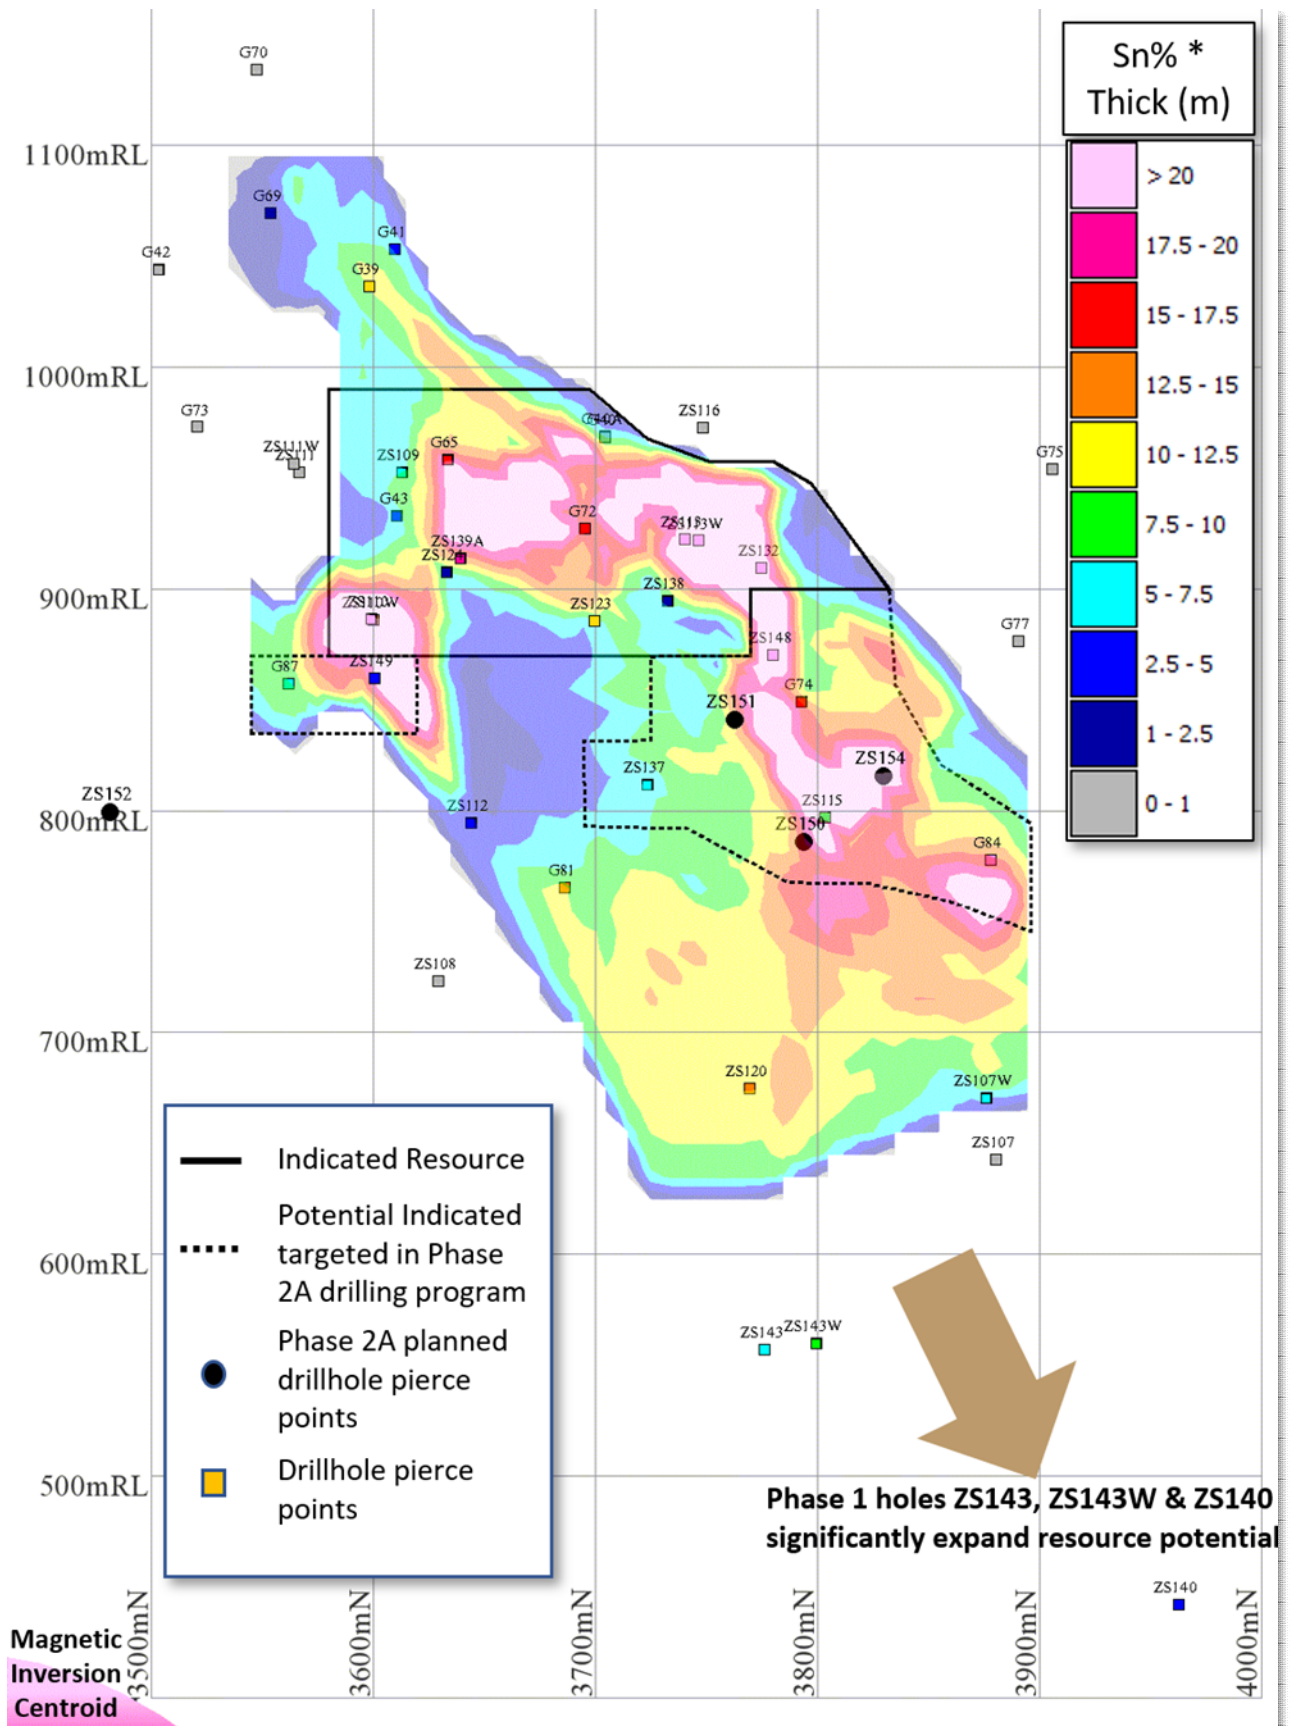 Sn% *
Thick (m)
> 20
17.5 - 20
15 - 17.5
12.5 - 15
10 - 12.5
7.5 - 10
5 - 7.5
2.5 - 5
1 - 2.5
0 - 1
G70
1100mRL
G69
G41
G42
G39
1000mRL
G73
ZS116
ZS111W
ZS111
ZS109
G65
G75
G43
G72
ZS113W
ZS139A
ZS132
900mRL
ZS138
ZS123
G77
ZS148
G87
ZS149
G74
ZS151
ZS154
ZS137
ZS152
800mRL
ZS112
ZS115
ZS150
G84
G81
ZS108
700mRL
ZS120
ZS107W
ZS107
Indicated Resource
Potential Indicated
targeted in Phase
2A drilling program
Phase 2A planned
drillhole pierce
points
Drillhole pierce
points
600mRL
ZS143
ZS143W
500mRL
Phase 1 holes ZS143, ZS143W & ZS140
significantly expand resource potential
ZS140
3500mN
3600mN
3700mN
3800mN
3900mN
4000mN
Magnetic
Inversion
Centroid